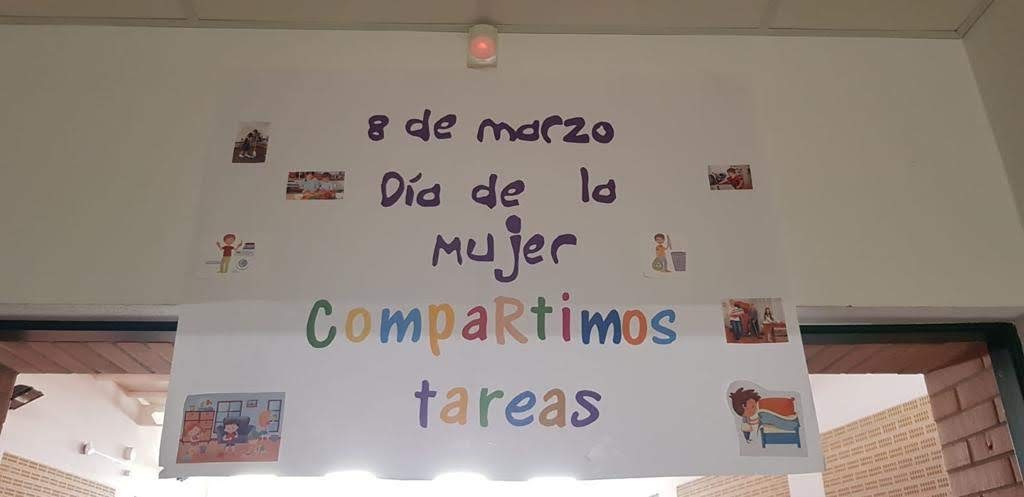 8 de marzo
Día de la
mujer
CompaRtimos
tareas